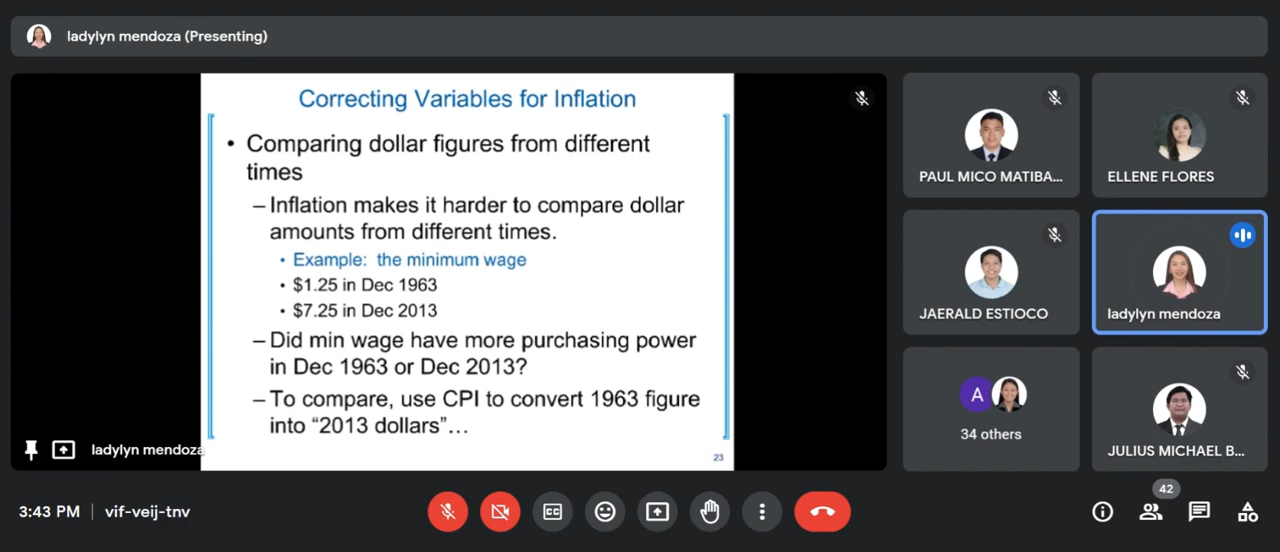 ladylyn mendoza (Presenting)
Correcting Variables for Inflation
• Comparing dollar figures from different
times
– Inflation makes it harder to compare dollar
amounts from different times.
• Example: the minimum wage
• $1.25 in Dec 1963
• $7.25 in Dec 2013
– Did min wage have more purchasing power
in Dec 1963 or Dec 2013?
– To compare, use CPI to convert 1963 figure
into “2013 dollars”…
23
ladylyn mendoza
PAUL MICO MATIBA...
ELLENE FLORES
JAERALD ESTIOCO
ladylyn mendoza
A
34 others
JULIUS MICHAEL B...
3:43 PM | vif-veij-tnv
CC
42